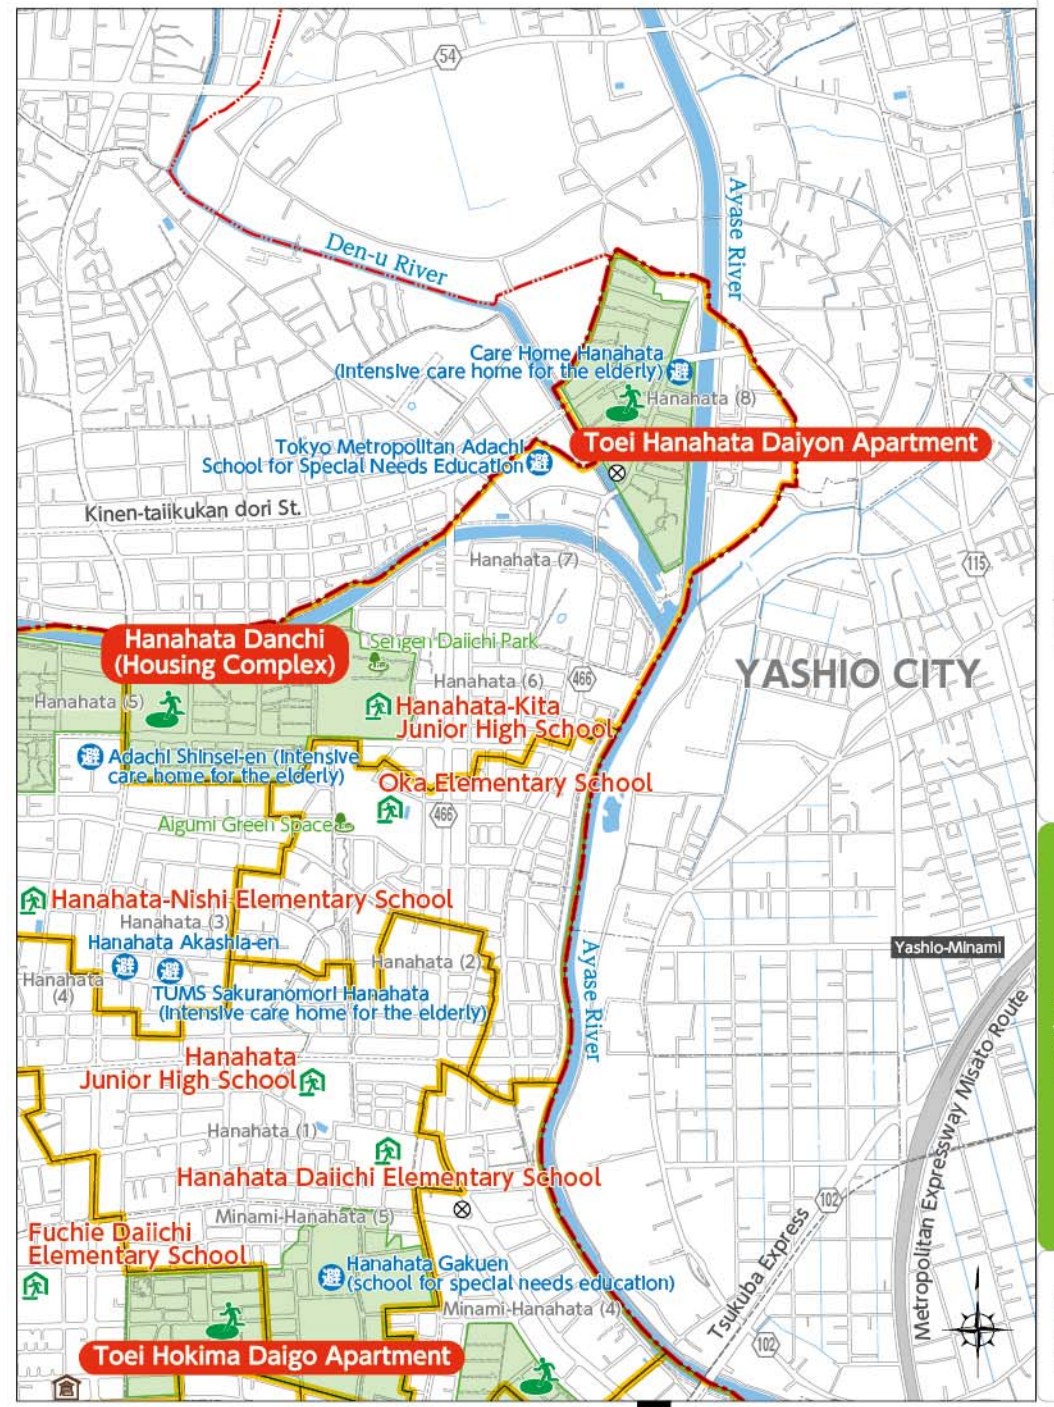 54
Ayase River
Den-u River
Care Home Hanahata
(Intensive care home for the elderly)
避
Hanahata (8)
Toei Hanahata Daiyon Apartment
Tokyo Metropolitan Adachi
School for Special Needs Education
避
Kinen-taiikukan dori St.
Hanahata (7)
115
Hanahata Danchi
(Housing Complex)
Sengen Daiichi Park
YASHIO CITY
Hanahata (6)
466
Hanahata (5)
Hanahata-Kita
Junior High School
避
Adachi Shinsei-en (Intensive
care home for the elderly)
Oka Elementary School
466
Aigumi Green Space
Hanahata-Nishi Elementary School
Hanahata (3)
Hanahata Akashia-en
避
避
Hanahata (2)
Yashio-Minami
Hanahata
(4)
TUMS Sakuranomori Hanahata
(Intensive care home for the elderly)
Ayase River
Hanahata
Junior High School
Metropolitan Expressway Misato Route
Hanahata (1)
Hanahata Daiichi Elementary School
102
Minami-Hanahata (5)
Fuchie Daiichi
Elementary School
避
Hanahata Gakuen
(school for special needs education)
Tsukuba Express
Minami-Hanahata (4)
102
Toei Hokima Daigo Apartment